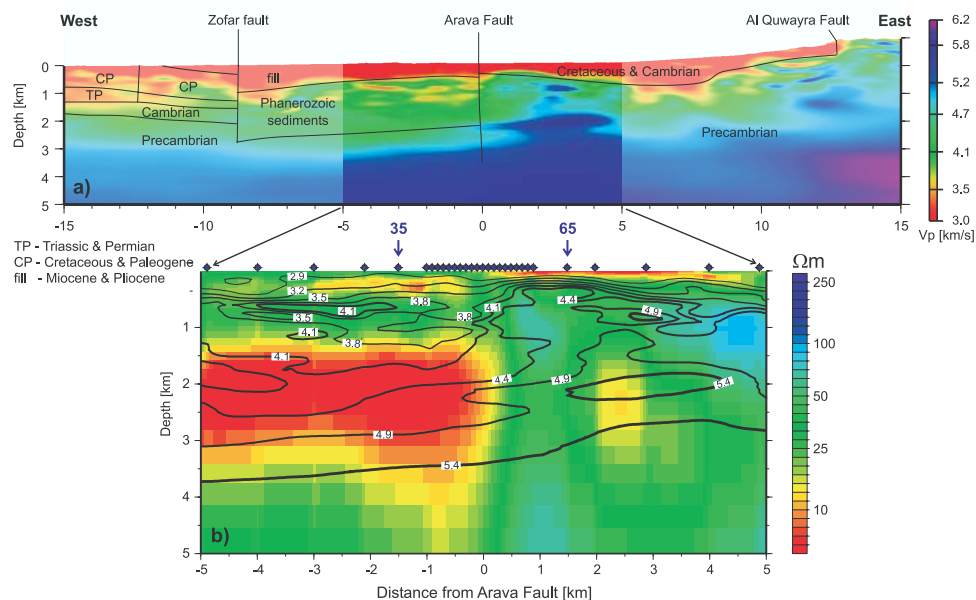 West
Zofar fault
Arava Fault
Al Quwayra Fault
East
6.2
5.8
5.2
4.7
4.1
3.5
3.0
Vp [km/s]
Depth [km]
0
1
2
3
4
5
CP
TP
CP
fill
Cambrian
Phanerozoic
sediments
Precambrian
Cretaceous & Cambrian
Precambrian
a)
-15
-10
-5
0
5
10
15
TP - Triassic & Permian
CP - Cretaceous & Paleogene
fill - Miocene & Pliocene
35
65
Ωm
250
100
50
25
10
Depth [km]
1
2
3
4
5
2.9
3.2
3.5
3.8
4.1
3.5
3.8
4.1
3.8
4.1
4.1
4.4
4.9
4.4
4.9
5.4
4.9
5.4
b)
-5
-4
-3
-2
-1
0
1
2
3
4
5
Distance from Arava Fault [km]